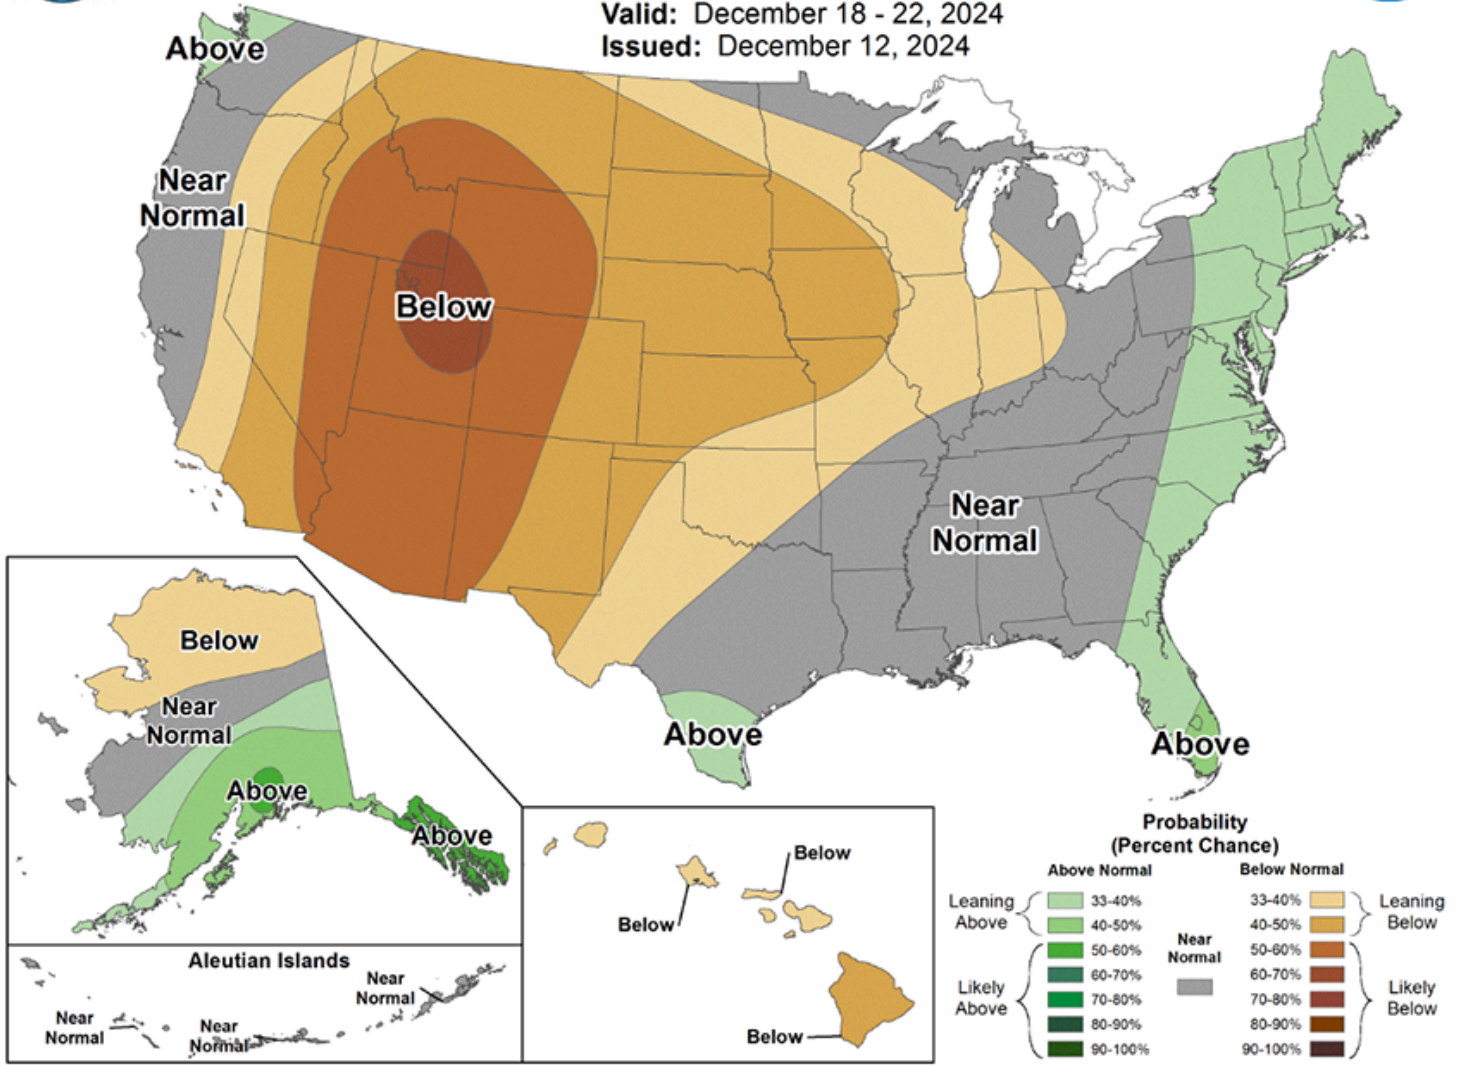 Valid: December 18 - 22, 2024
Issued: December 12, 2024
Above
Near
Normal
Below
Near
Normal
Above
Above
Below
Near
Normal
Above
Above
Aleutian Islands
Near
Normal
Near
Normal
Near
Normal
Below
Below
Below
Probability
(Percent Chance)
Above Normal
Below Normal
Leaning
Above
33-40%
40-50%
Likely
Above
50-60%
60-70%
70-80%
80-90%
90-100%
Near
Normal
33-40%
40-50%
Leaning
Below
50-60%
60-70%
70-80%
80-90%
90-100%
Likely
Below